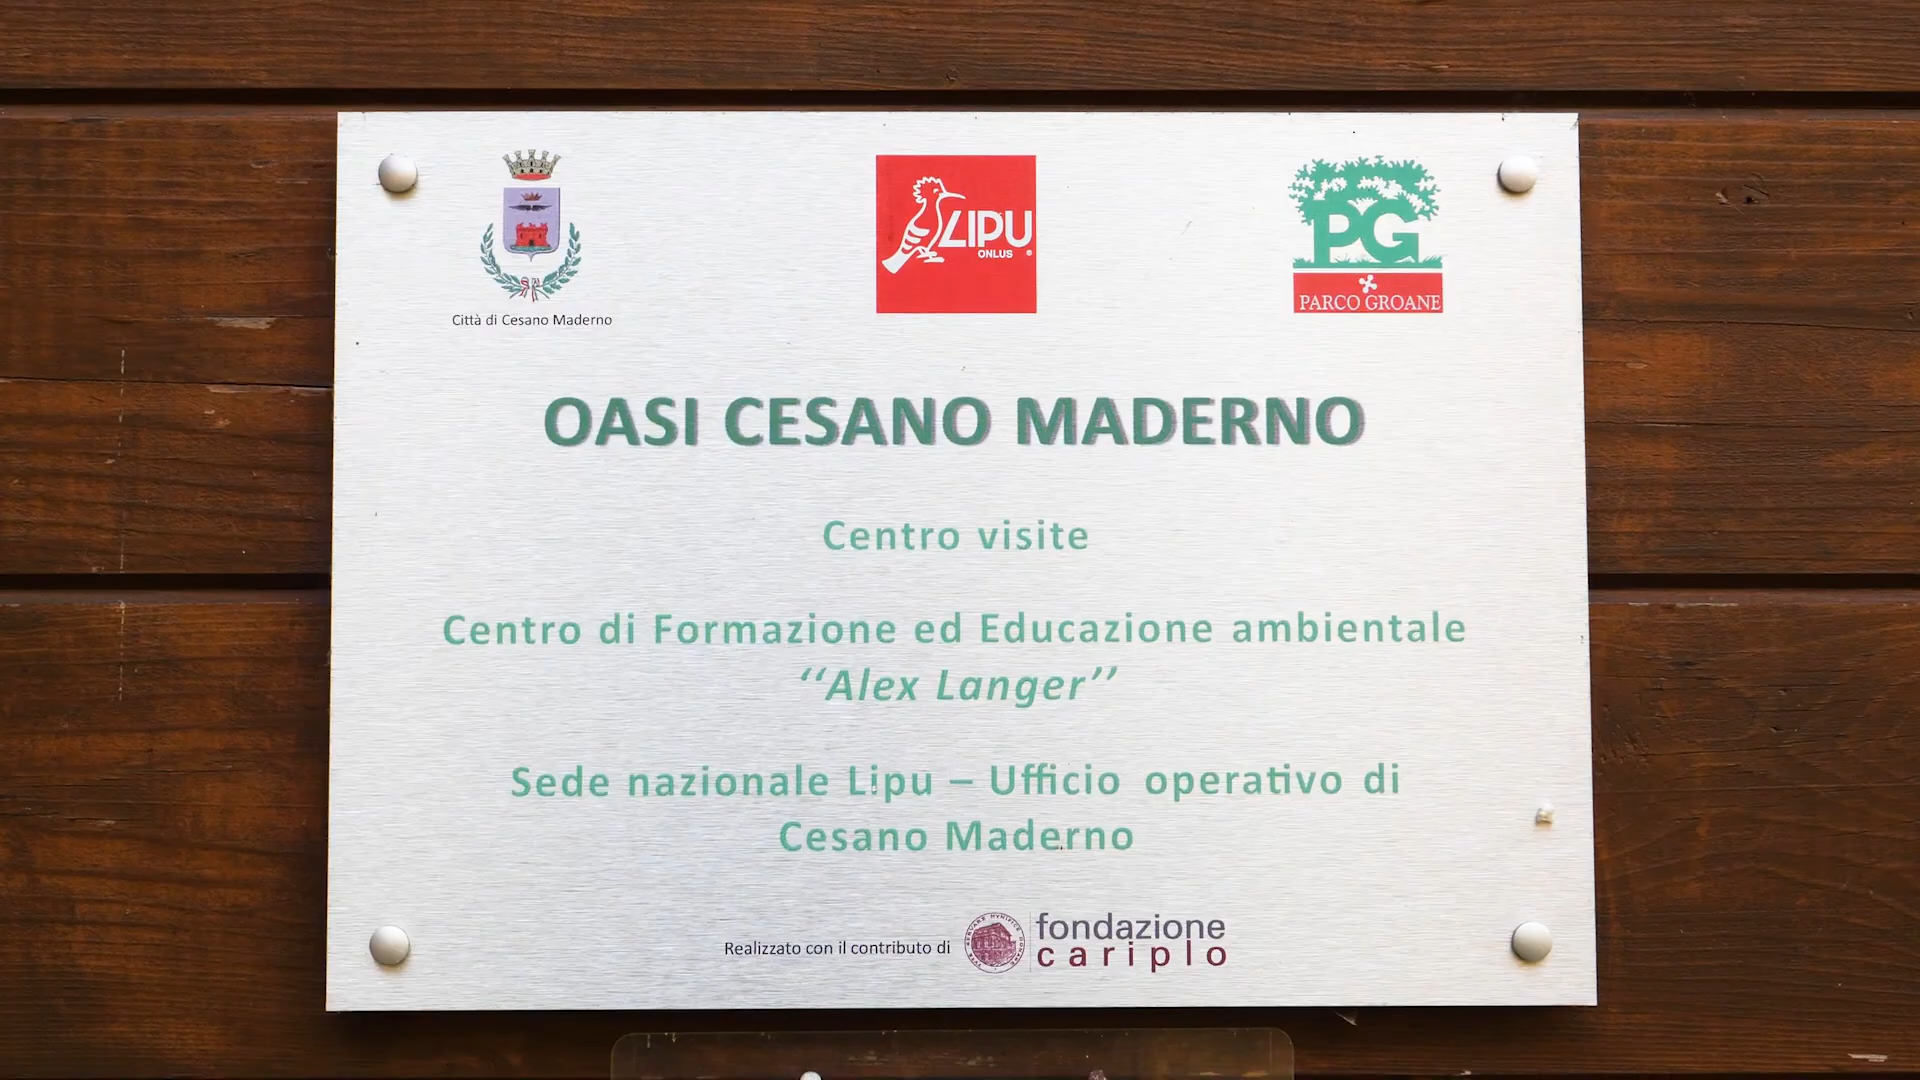 Città di Cesano Maderno
LIPU
ONLUS ®
PG
PARCO GROANE
OASI CESANO MADERNO
Centro visite
Centro di Formazione ed Educazione ambientale
‘‘Alex Langer’’
Sede nazionale Lipu – Ufficio operativo di
Cesano Maderno
Realizzato con il contributo di
fondazione
cariplo